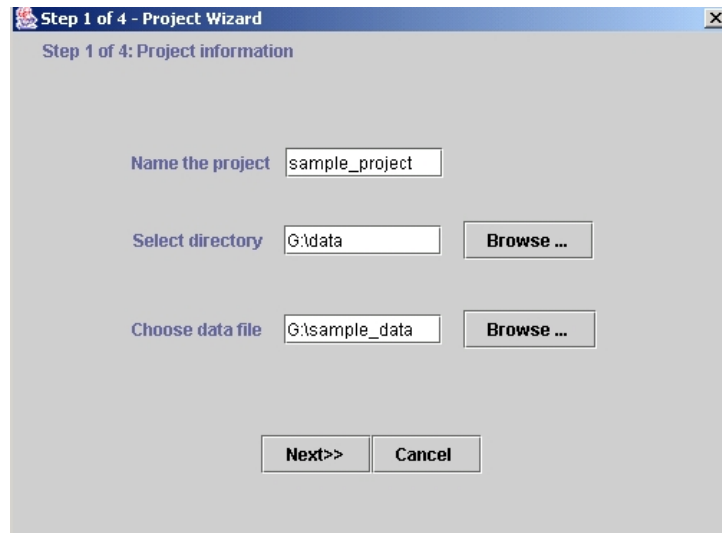 Step 1 of 4 - Project Wizard
Step 1 of 4: Project information
Name the project sample_project
Select directory G:\data Browse ...
Choose data file G:\sample_data Browse ...
Next>> Cancel